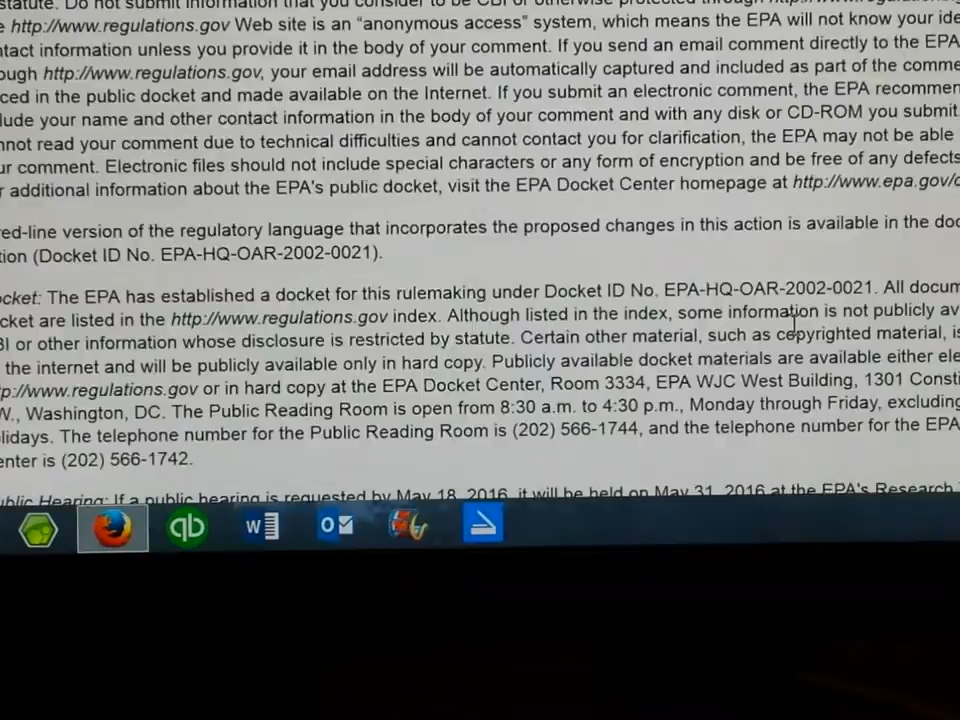 statute. Do not submit information that you consider to be CBI or otherwise protected through
e http://www.regulations.gov Web site is an “anonymous access” system, which means the EPA will not know your ide
ntact information unless you provide it in the body of your comment. If you send an email comment directly to the EPA
ough http://www.regulations.gov, your email address will be automatically captured and included as part of the comme
ced in the public docket and made available on the Internet. If you submit an electronic comment, the EPA recommen
lude your name and other contact information in the body of your comment and with any disk or CD-ROM you submit.
nnot read your comment due to technical difficulties and cannot contact you for clarification, the EPA may not be able
ur comment. Electronic files should not include special characters or any form of encryption and be free of any defects
r additional information about the EPA's public docket, visit the EPA Docket Center homepage at http://www.epa.gov/
red-line version of the regulatory language that incorporates the proposed changes in this action is available in the doc
tion (Docket ID No. EPA-HQ-OAR-2002-0021).
ocket: The EPA has established a docket for this rulemaking under Docket ID No. EPA-HQ-OAR-2002-0021. All docum
cket are listed in the http://www.regulations.gov index. Although listed in the index, some information is not publicly av
BI or other information whose disclosure is restricted by statute. Certain other material, such as copyrighted material, is
the internet and will be publicly available only in hard copy. Publicly available docket materials are available either ele
p://www.regulations.gov or in hard copy at the EPA Docket Center, Room 3334, EPA WJC West Building, 1301 Consti
W., Washington, DC. The Public Reading Room is open from 8:30 a.m. to 4:30 p.m., Monday through Friday, excluding
lidays. The telephone number for the Public Reading Room is (202) 566-1744, and the telephone number for the EPA
enter is (202) 566-1742.
ublic Hearing: If a public hearing is requested by May 18, 2016, it will be held on May 31, 2016 at the EPA's Research
qb
W
O